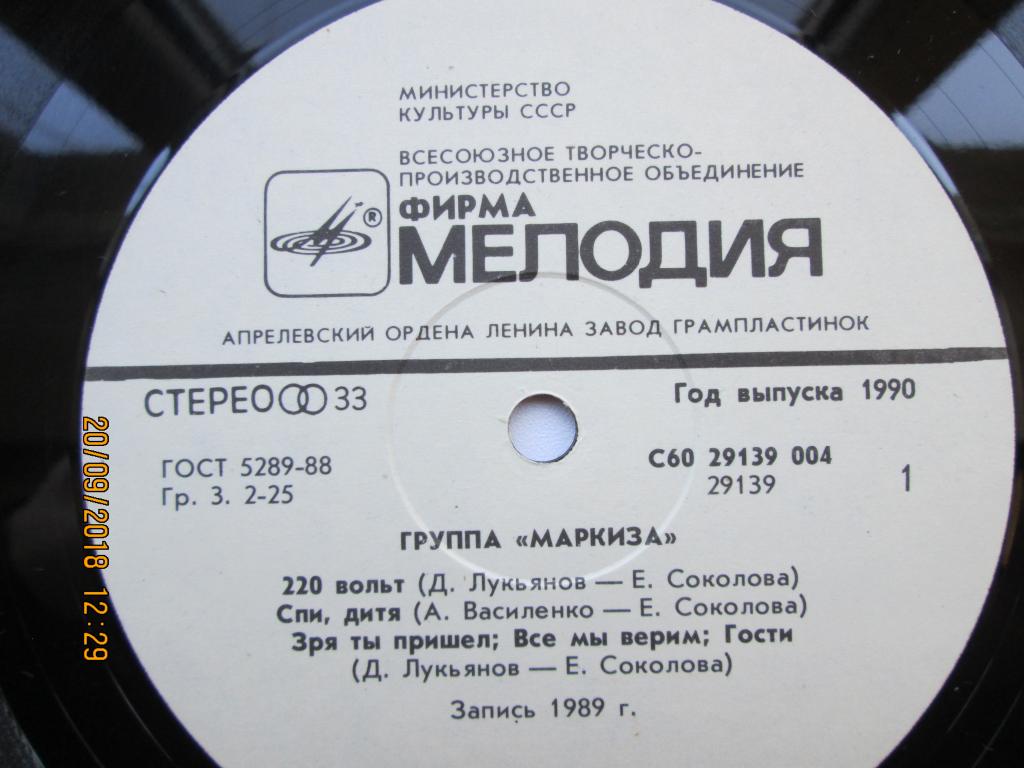 МИНИСТЕРСТВО
КУЛЬТУРЫ СССР
ВСЕСОЮЗНОЕ ТВОРЧЕСКО-
ПРОИЗВОДСТВЕННОЕ ОБЪЕДИНЕНИЕ
®
ФИРМА
МЕЛОДИЯ
АПРЕЛЕВСКИЙ ОРДЕНА ЛЕНИНА ЗАВОД ГРАМПЛАСТИНОК
СТЕРЕО 33
Год выпуска 1990
ГОСТ 5289-88
Гр. 3. 2-25
С60 29139 004
29139
1
ГРУППА «МАРКИЗА»
220 вольт (Д. Лукьянов — Е. Соколова)
Спи, дитя (А. Василенко — Е. Соколова)
Зря ты пришел; Все мы верим; Гости
(Д. Лукьянов — Е. Соколова)
Запись 1989 г.
20/09/2018 12:29